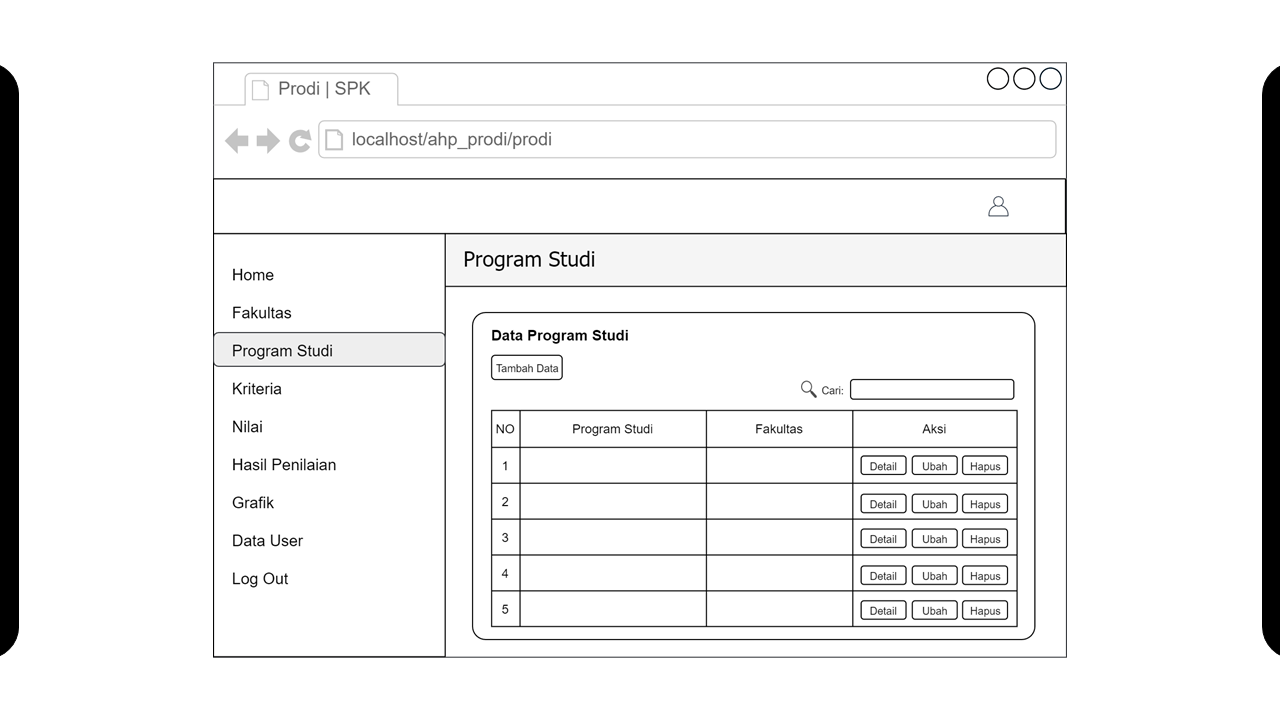 Prodi | SPK
localhost/ahp_prodi/prodi
Program Studi
Home
Fakultas
Program Studi
Kriteria
Nilai
Hasil Penilaian
Grafik
Data User
Log Out
Data Program Studi
Tambah Data
Cari:
NO Program Studi Fakultas Aksi
1 Detail Ubah Hapus
2 Detail Ubah Hapus
3 Detail Ubah Hapus
4 Detail Ubah Hapus
5 Detail Ubah Hapus